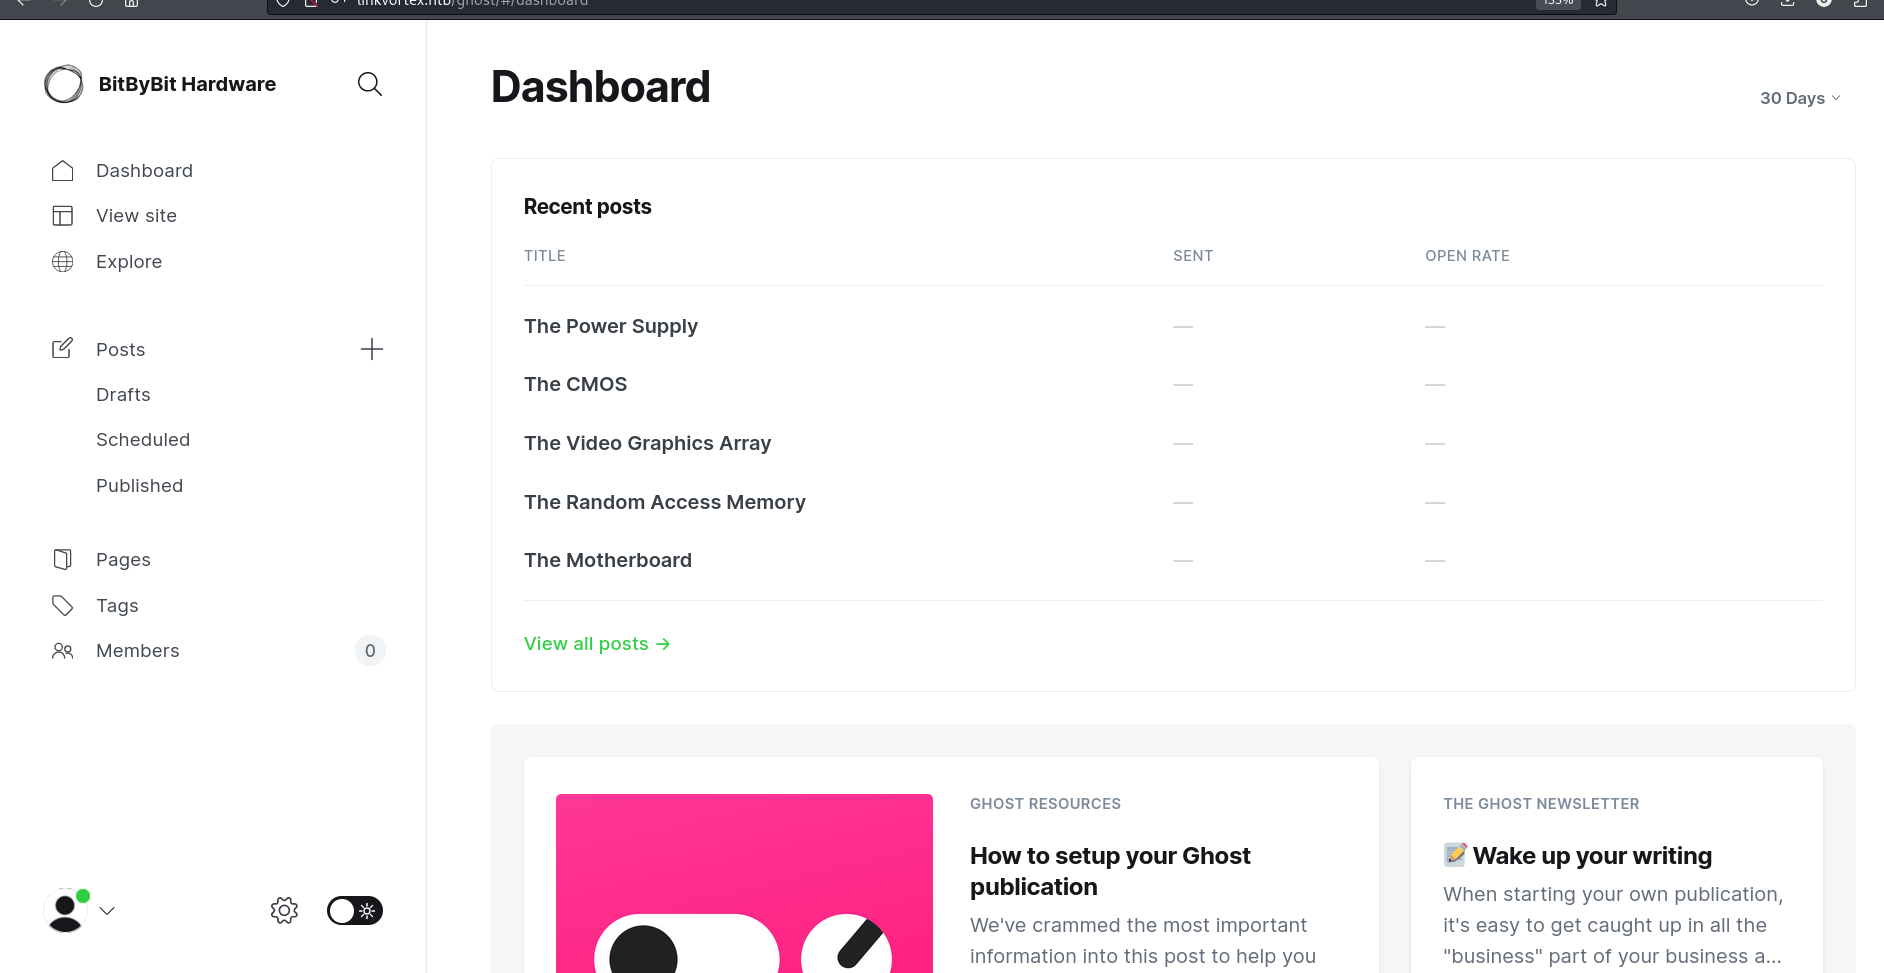 linkvortex.htb/ghost/#/dashboard
133%
BitByBit Hardware
Dashboard
View site
Explore
Posts
Drafts
Scheduled
Published
Pages
Tags
Members
0
Dashboard
30 Days
Recent posts
TITLE SENT OPEN RATE
The Power Supply — —
The CMOS — —
The Video Graphics Array — —
The Random Access Memory — —
The Motherboard — —
View all posts →
GHOST RESOURCES
How to setup your Ghost
publication
We've crammed the most important
information into this post to help you
THE GHOST NEWSLETTER
📝 Wake up your writing
When starting your own publication,
it's easy to get caught up in all the
"business" part of your business a...